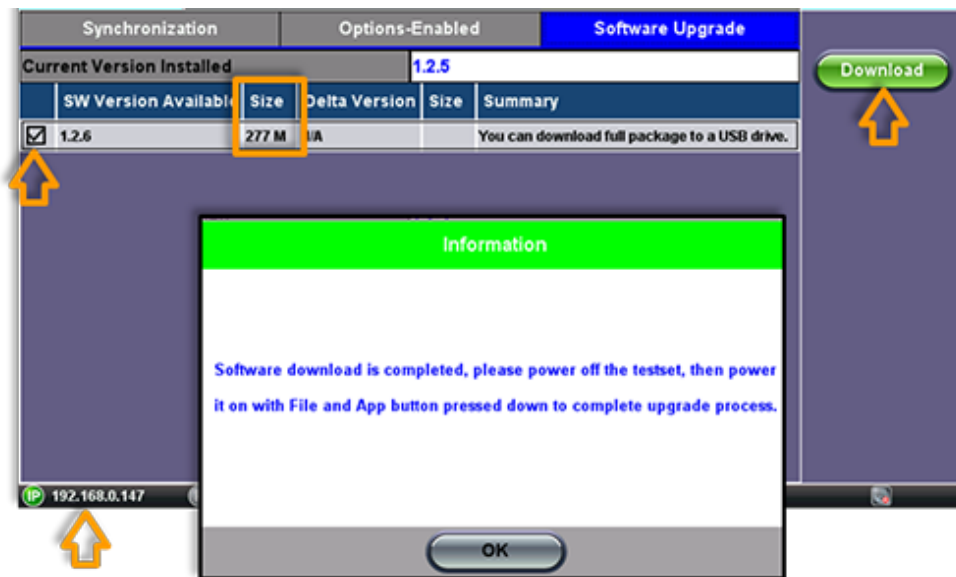 Synchronization Options-Enabled Software Upgrade
Current Version Installed 1.2.5
Download
SW Version Available Size Delta Version Size Summary
1.2.6 277 M You can download full package to a USB drive.
Information
Software download is completed, please power off the testset, then power
it on with File and App button pressed down to complete upgrade process.
IP 192.168.0.147
OK